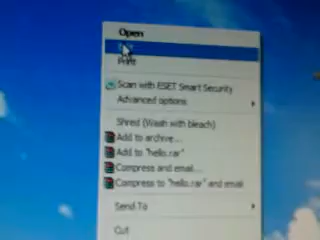 Open
Print
Scan with ESET Smart Security
Advanced options
Shred (Wash with bleach)
Add to archive...
Add to "hello.rar"
Compress and email...
Compress to "hello.rar" and email
Send To
Cut